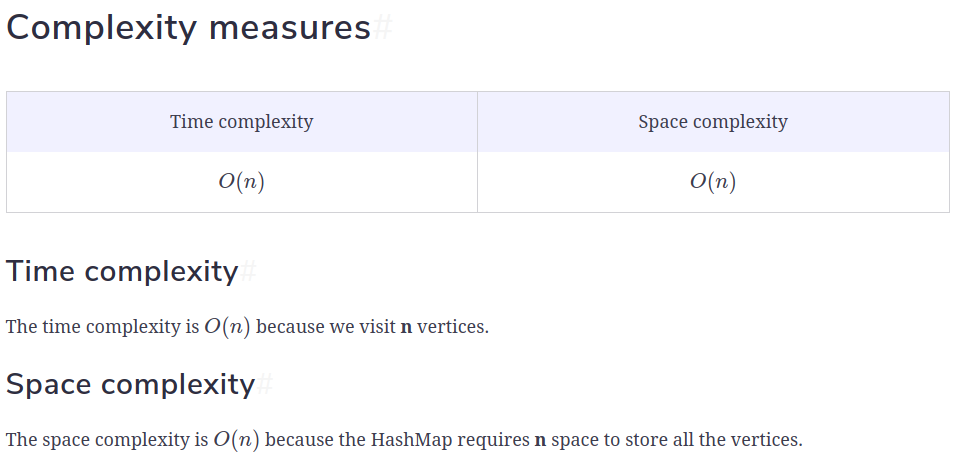 Complexity measures#
Time complexity Space complexity
O(n) O(n)
Time complexity#
The time complexity is O(n) because we visit n vertices.
Space complexity#
The space complexity is O(n) because the HashMap requires n space to store all the vertices.